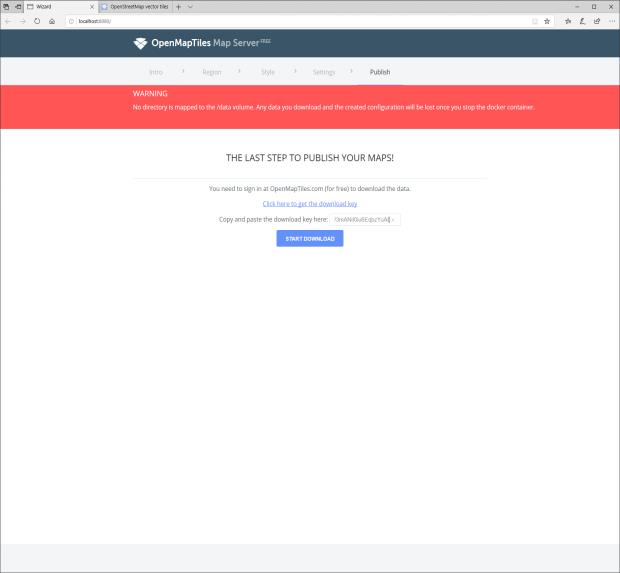 Wizard
OpenStreetMap vector tiles
localhost:8080/
OpenMapTiles Map Server FREE
Intro
Region
Style
Settings
Publish
WARNING
No directory is mapped to the /data volume. Any data you download and the created configuration will be lost once you stop the docker container.
THE LAST STEP TO PUBLISH YOUR MAPS!
You need to sign in at OpenMapTiles.com (for free) to download the data.
Click here to get the download key
Copy and paste the download key here:
START DOWNLOAD